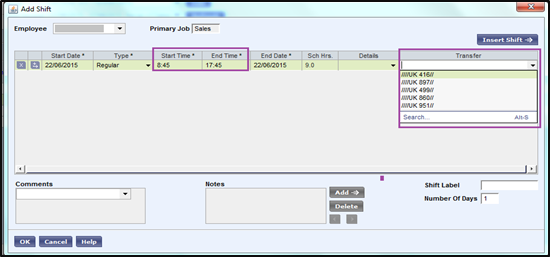 Add Shift
Employee Primary Job Sales
Insert Shift
Start Date * Type * Start Time * End Time * End Date * Sch Hrs. Details Transfer
22/06/2015 Regular 8:45 17:45 22/06/2015 9.0
////UK 416//
////UK 897//
////UK 499//
////UK 860//
////UK 951//
Search... Alt-S
Comments Notes Shift Label
Add Number Of Days 1
Delete
OK Cancel Help